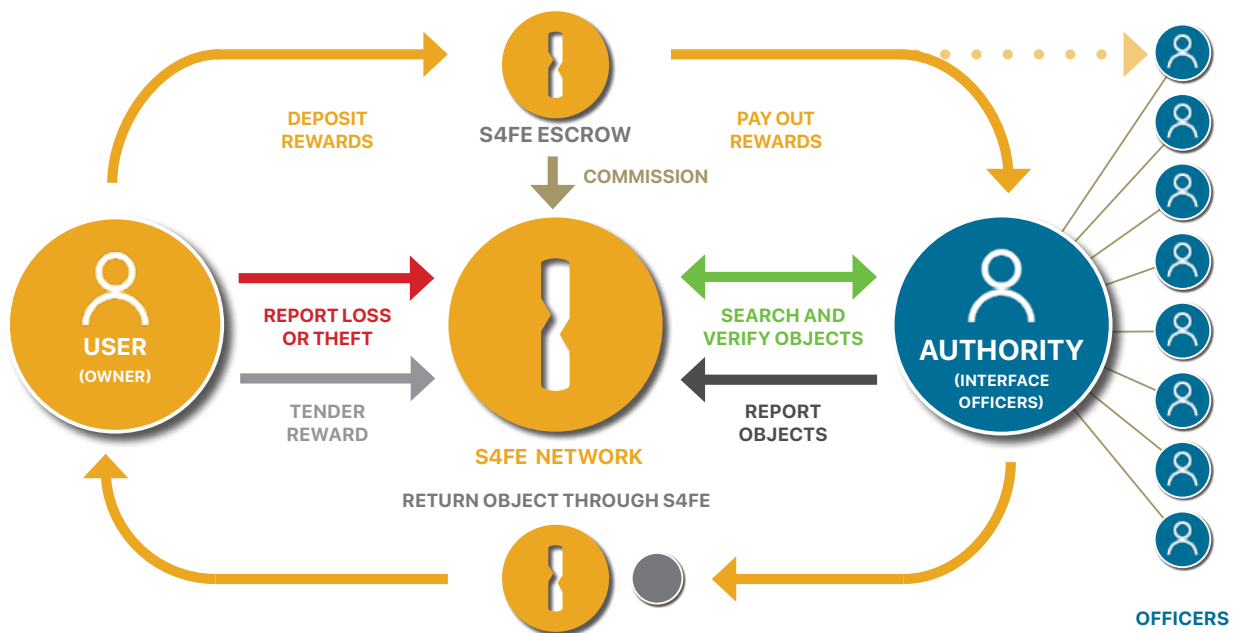 DEPOSIT
REWARDS
S4FE ESCROW
PAY OUT
REWARDS
COMMISSION
USER
(OWNER)
REPORT LOSS
OR THEFT
TENDER
REWARD
S4FE NETWORK
SEARCH AND
VERIFY OBJECTS
REPORT
OBJECTS
AUTHORITY
(INTERFACE
OFFICERS)
RETURN OBJECT THROUGH S4FE
OFFICERS